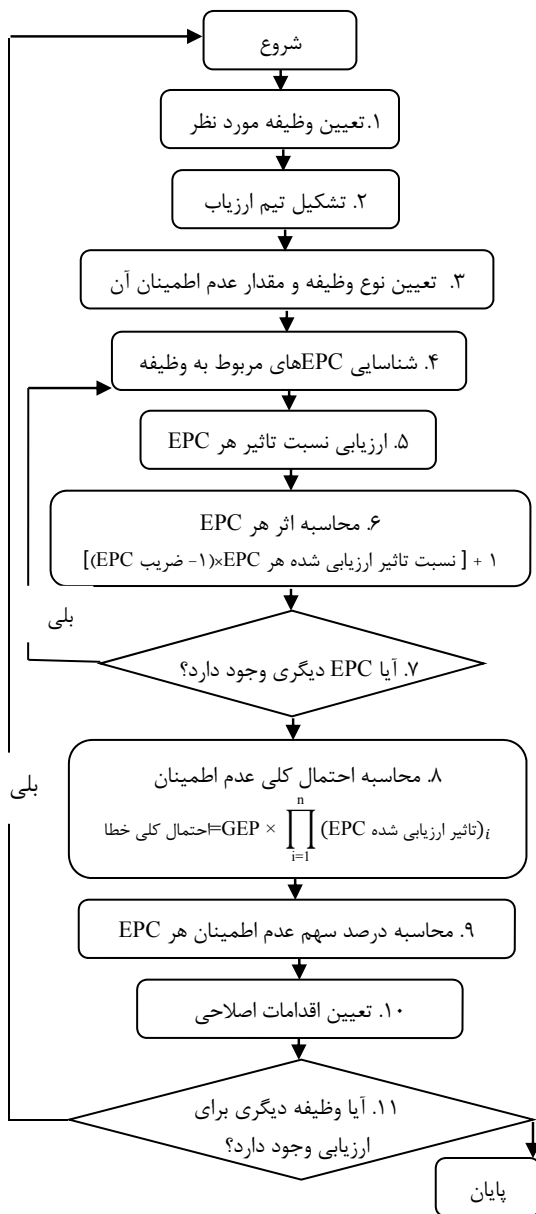 شروع
۱.تعیین وظیفه مورد نظر
۲. تشکیل تیم ارزیاب
۳. تعیین نوع وظیفه و مقدار عدم اطمینان آن
۴. شناسایی EPCهای مربوط به وظیفه
۵. ارزیابی نسبت تاثیر هر EPC
۶. محاسبه اثر هر EPC
[(ضریب EPC -۱)×نسبت تاثیر ارزیابی شده هر EPC ] + ۱
بلی
۷. آیا EPC دیگری وجود دارد؟
۸. محاسبه احتمال کلی عدم اطمینان
احتمال کلی خطا=GEP × ∏ᵢ₌₁ⁿ (تاثیر ارزیابی شده EPC)ᵢ
بلی
۹. محاسبه درصد سهم عدم اطمینان هر EPC
۱۰. تعیین اقدامات اصلاحی
۱۱. آیا وظیفه دیگری برای
ارزیابی وجود دارد؟
پایان